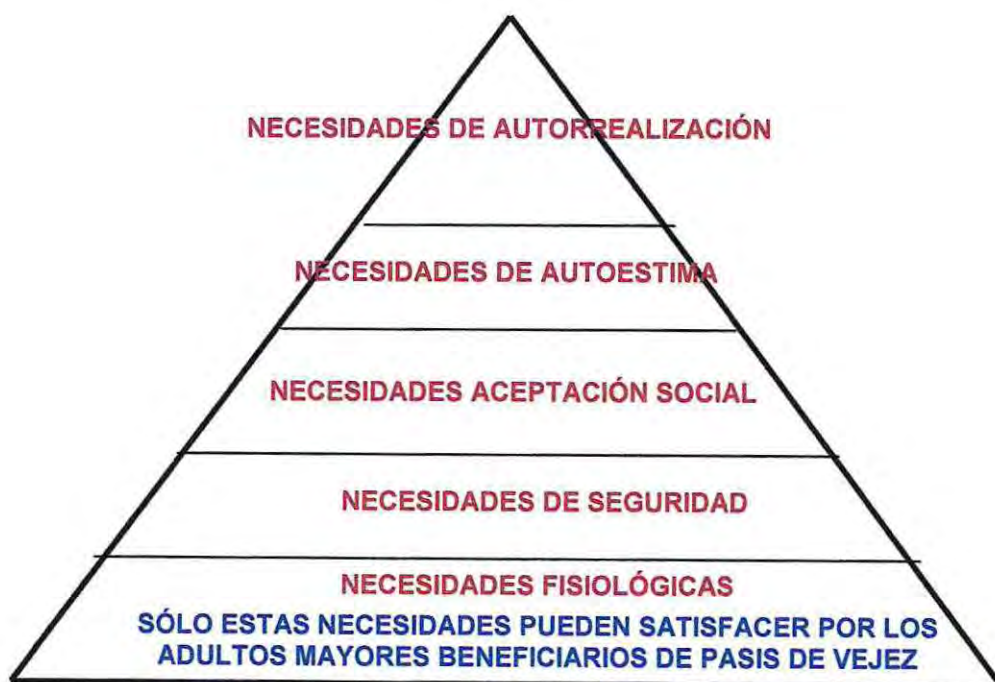 NECESIDADES DE AUTORREALIZACIÓN
NECESIDADES DE AUTOESTIMA
NECESIDADES ACEPTACIÓN SOCIAL
NECESIDADES DE SEGURIDAD
NECESIDADES FISIOLÓGICAS
SÓLO ESTAS NECESIDADES PUEDEN SATISFACER POR LOS
ADULTOS MAYORES BENEFICIARIOS DE PASIS DE VEJEZ